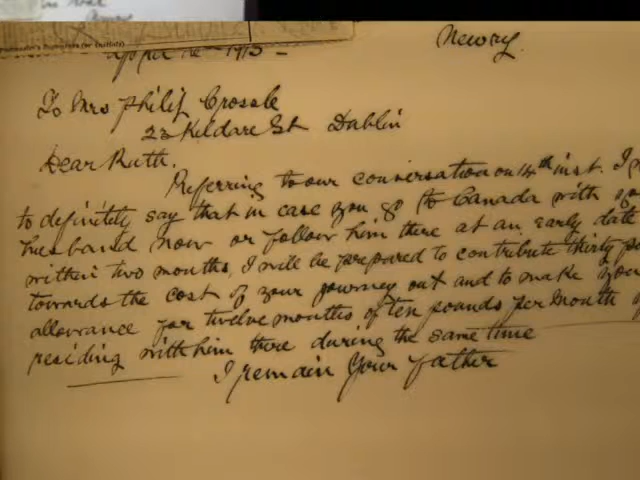 Newry.
April 1913 -
To Mrs Philip Crossle
23 Kildare St Dublin
Dear Ruth.
Referring to our conversation on 14th inst. I
to definitely say that in case you go to Canada with
husband now or follow him there at an early date
within two months, I will be prepared to contribute thirty
towards the cost of your journey out and to make you
allowance for twelve months of ten pounds per month
residing with him there during the same time
I remain Your father